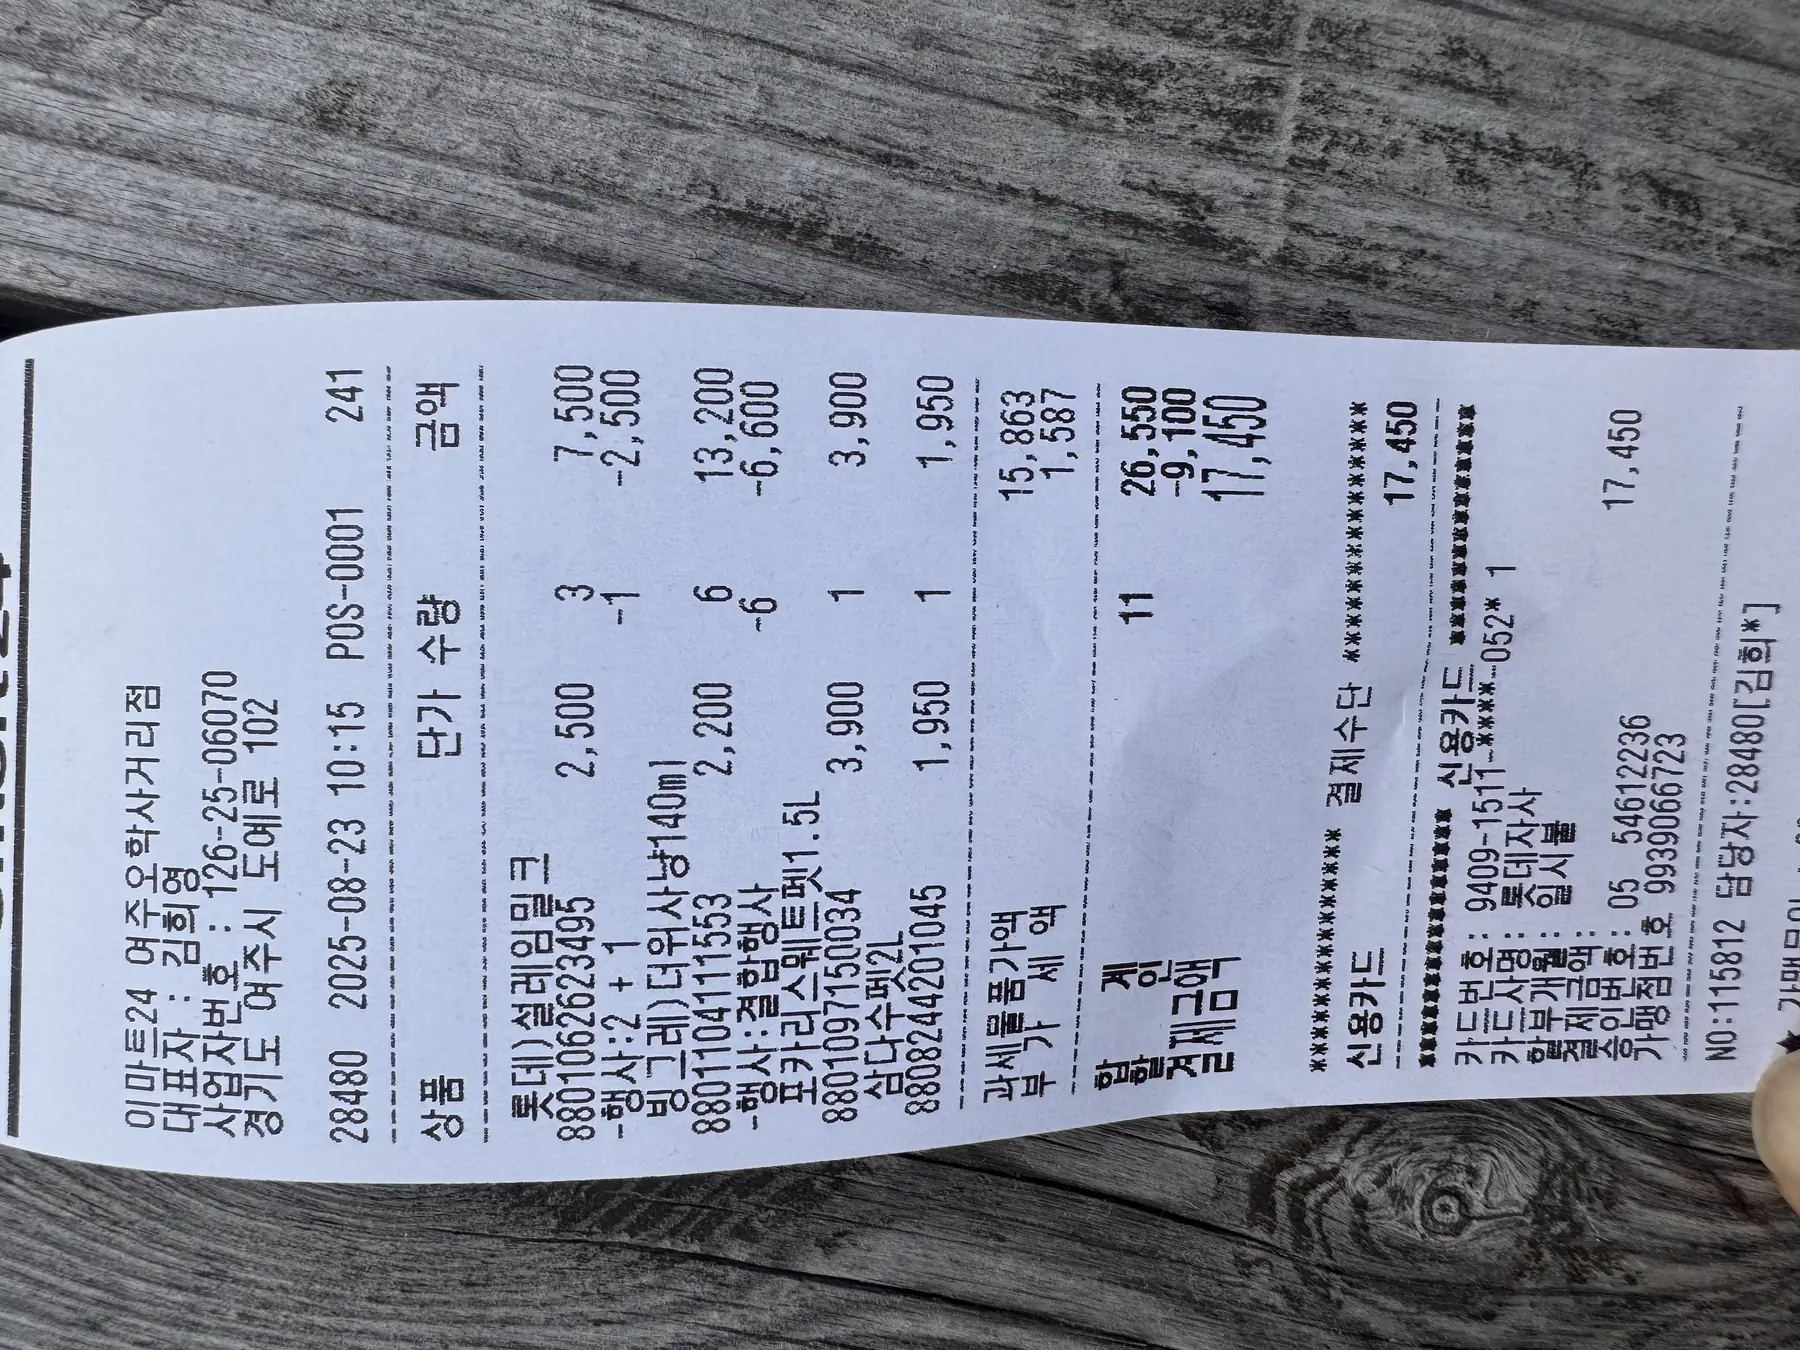 이마트24 여주오학사거리점
대표자 : 김희영
사업자번호 : 126-25-06070
경기도 여주시 도예로 102
28480 2025-08-23 10:15 POS-0001 241
상품 단가 수량 금액
롯데)설레임밀크
8801062623495 2,500 3 7,500
-행사:2 + 1 -1 -2,500
빙그레)더위사냥140ml
8801104111553 2,200 6 13,200
-행사:결합행사 -6 -6,600
포카리스웨트펫1.5L
8801097150034 3,900 1 3,900
삼다수펫2L
8808244201045 1,950 1 1,950
과세물품가액 15,863
부 가 세 액 1,587
합 계 11 26,550
할 인 -9,100
결제금액 17,450
************* 결제수단 *************
신용카드 17,450
************* 신용카드 *************
카드번호: 9409-1511-****-052* 1
카드사명: 롯데자사
할부개월: 일시불
결제금액: 17,450
승인번호: 05 54612236
가맹점번호 9939066723
NO:115812 담당자:28480[김희*]